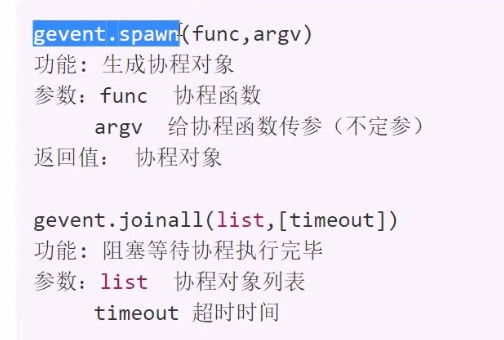 gevent.spawn(func,argv)
功能: 生成协程对象
参数: func 协程函数
argv 给协程函数传参（不定参）
返回值: 协程对象
gevent.joinall(list,[timeout])
功能: 阻塞等待协程执行完毕
参数: list 协程对象列表
timeout 超时时间